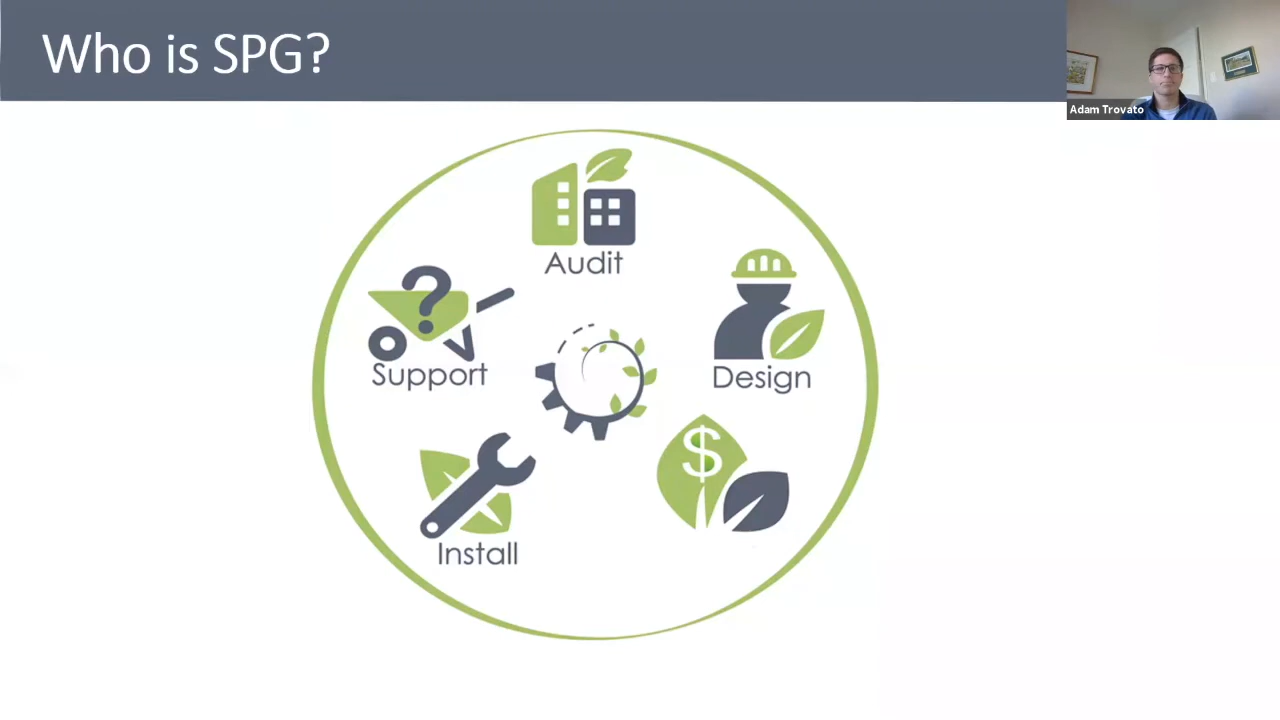 Who is SPG?
Adam Trovato
Audit
Support
Design
$
Install